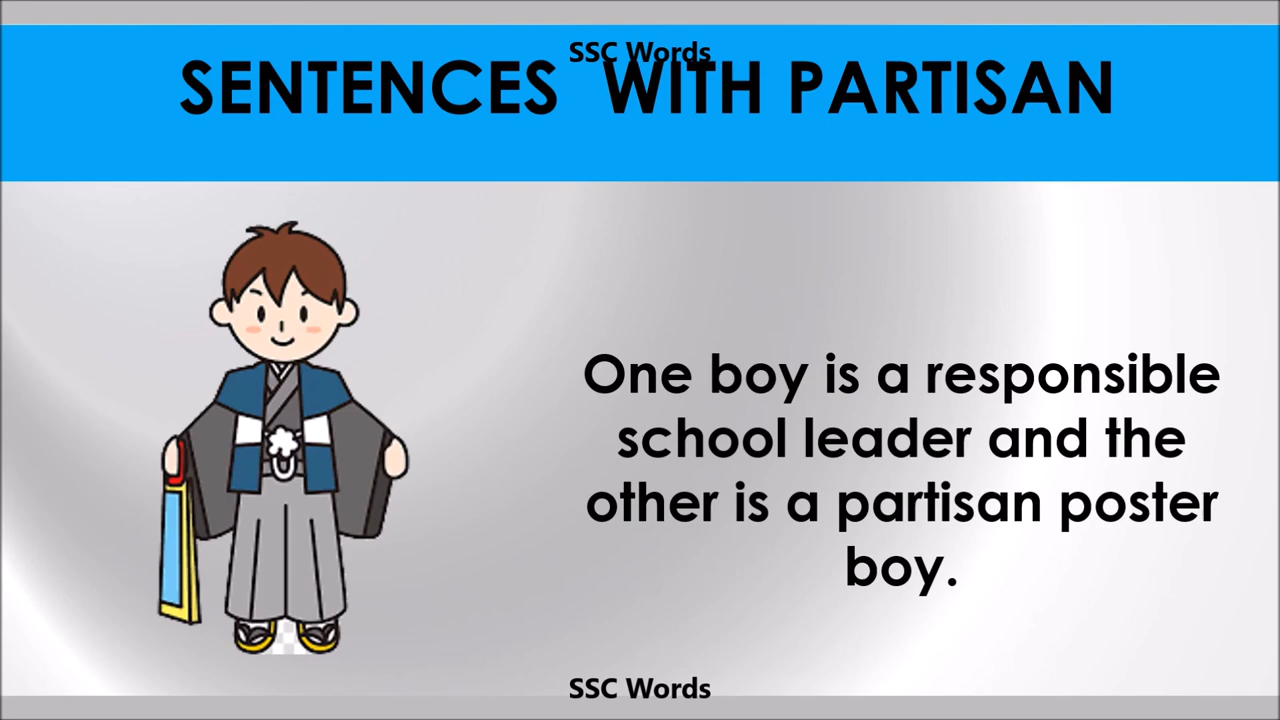 SSC Words
SENTENCES WITH PARTISAN
One boy is a responsible
school leader and the
other is a partisan poster
boy.
SSC Words